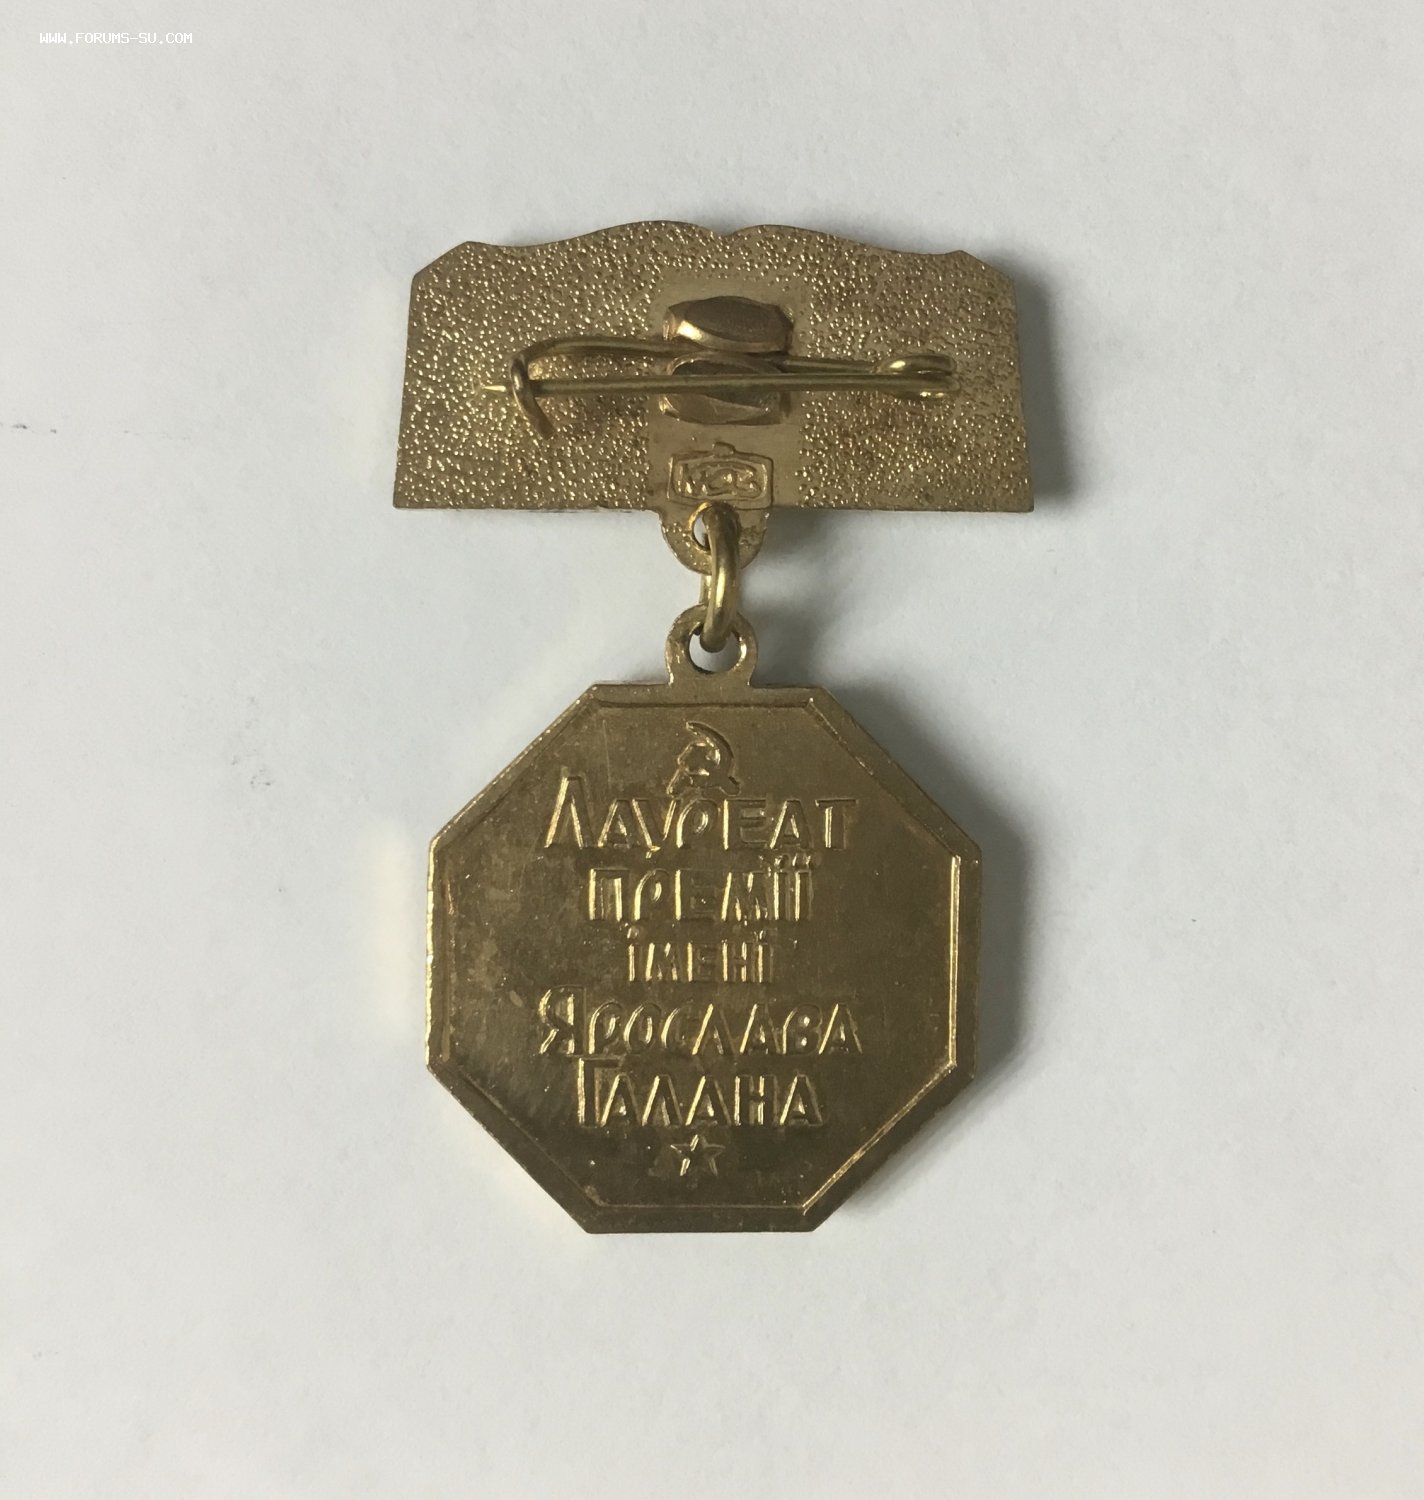 WWW.FORUMS-SU.COM
ЛАУРЕАТ
ПРЕМІЇ
ІМЕНІ
ЯРОСЛАВА
ГАЛАНА